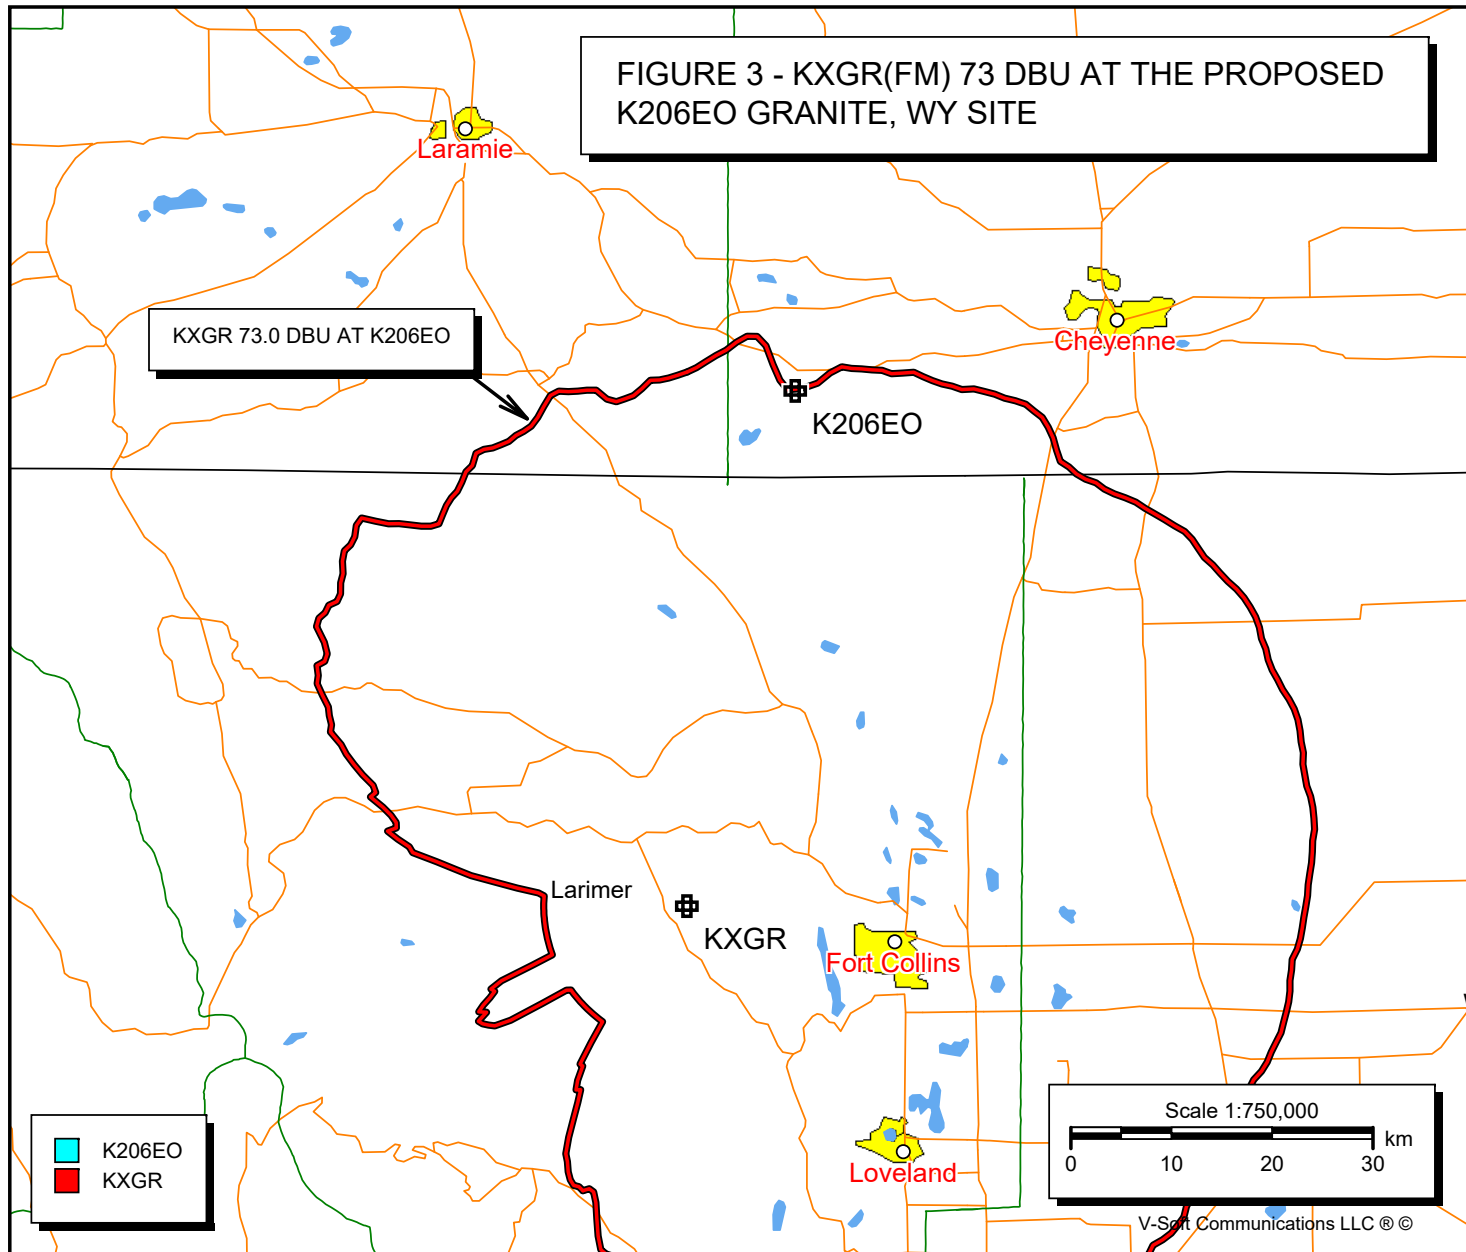 FIGURE 3 - KXGR(FM) 73 DBU AT THE PROPOSED
K206EO GRANITE, WY SITE
Laramie
KXGR 73.0 DBU AT K206EO
Cheyenne
K206EO
Larimer
KXGR
Fort Collins
Loveland
K206EO
KXGR
Scale 1:750,000
km
0 10 20 30
V-Soft Communications LLC ® ©